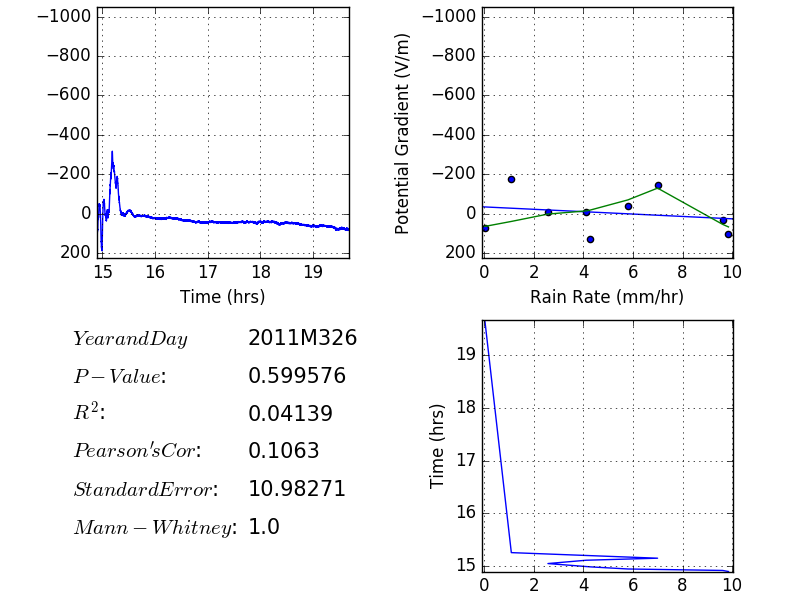 −1000
−800
−600
−400
−200
0
200
15 16 17 18 19
Time (hrs)
Potential Gradient (V/m)
−1000
−800
−600
−400
−200
0
200
0 2 4 6 8 10
Rain Rate (mm/hr)
YearandDay 2011M326
P−Value: 0.599576
R²: 0.04139
Pearson'sCor: 0.1063
StandardError: 10.98271
Mann−Whitney: 1.0
Time (hrs)
19
18
17
16
15
0 2 4 6 8 10